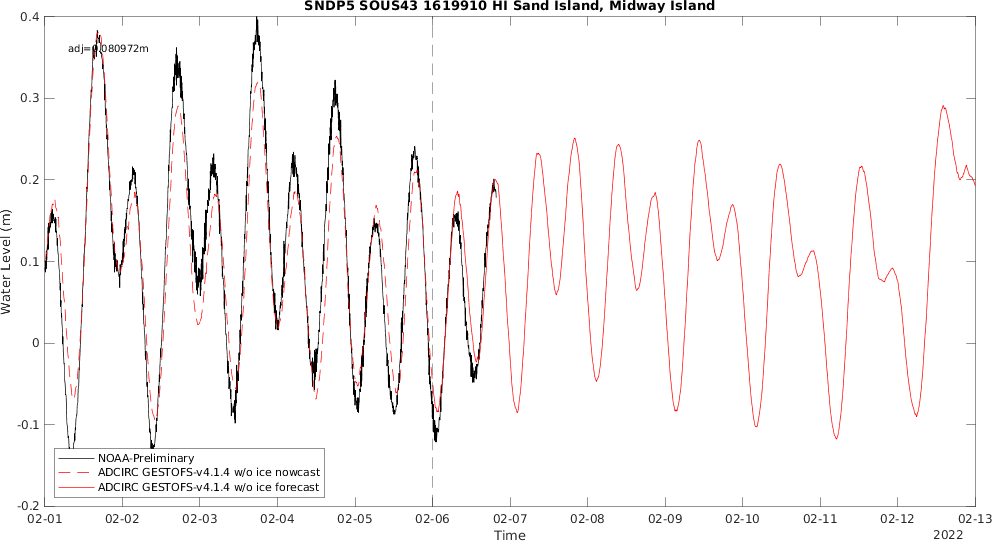 SNDP5 SOUS43 1619910 HI Sand Island, Midway Island
0.4
adj=0.080972m
0.3
0.2
0.1
0
-0.1
-0.2
Water Level (m)
NOAA-Preliminary
ADCIRC GESTOFS-v4.1.4 w/o ice nowcast
ADCIRC GESTOFS-v4.1.4 w/o ice forecast
02-01 02-02 02-03 02-04 02-05 02-06 02-07 02-08 02-09 02-10 02-11 02-12 02-13
Time
2022